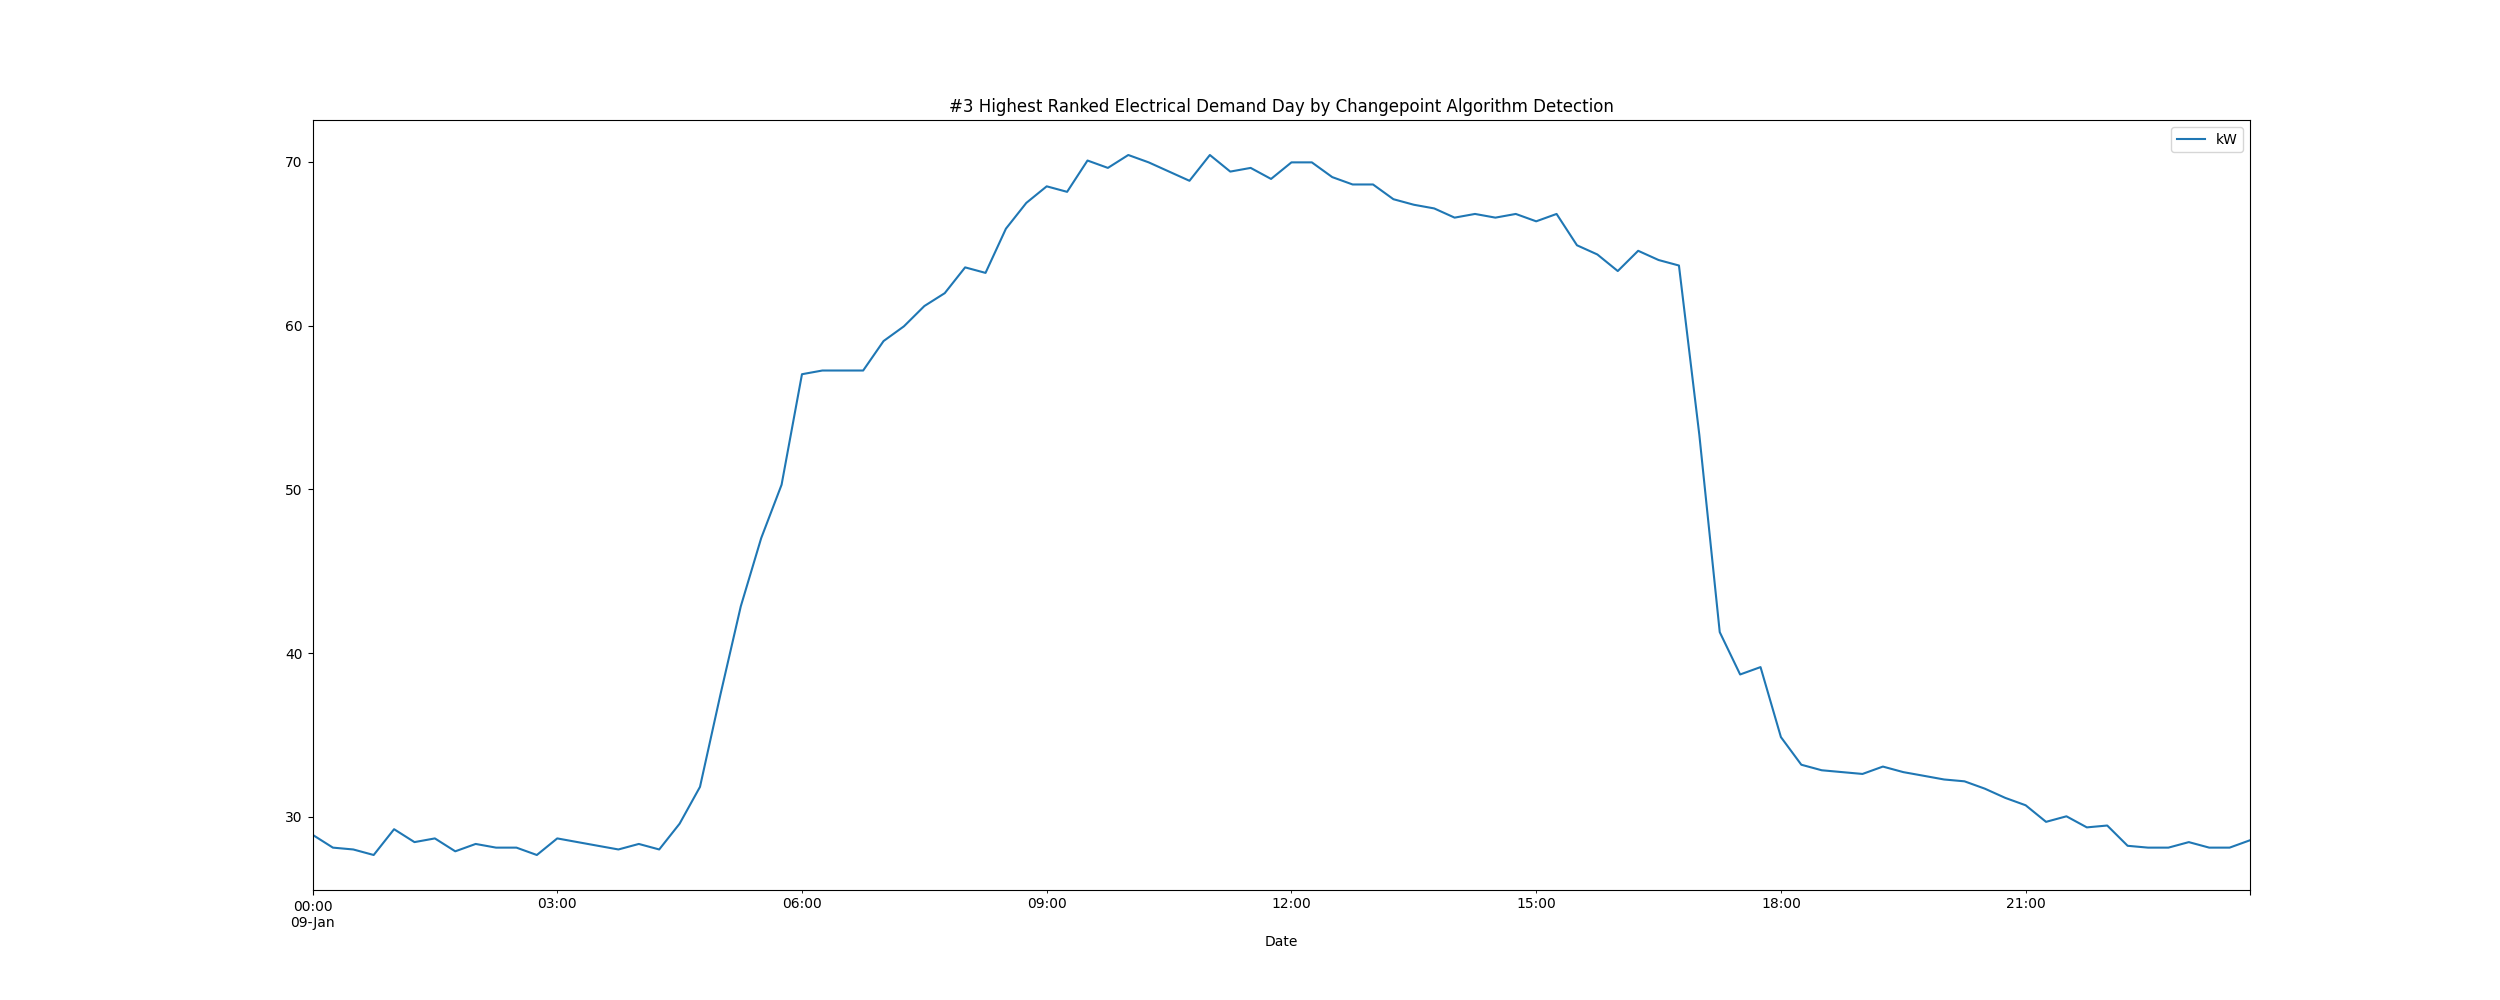 #3 Highest Ranked Electrical Demand Day by Changepoint Algorithm Detection
kW
70
60
50
40
30
00:00 03:00 06:00 09:00 12:00 15:00 18:00 21:00
09-Jan
Date